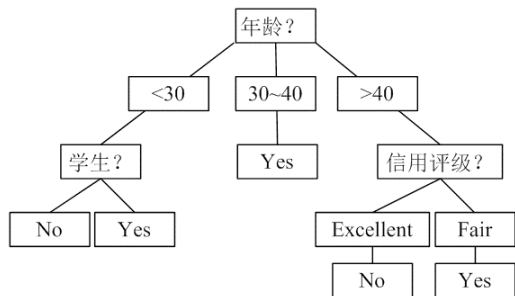 年龄？
<30
30~40
>40
学生？
Yes
信用评级？
No
Yes
Excellent
Fair
No
Yes